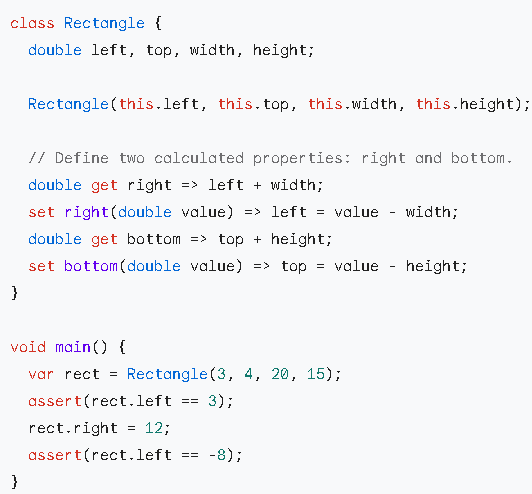 class Rectangle {
  double left, top, width, height;

  Rectangle(this.left, this.top, this.width, this.height);

  // Define two calculated properties: right and bottom.
  double get right => left + width;
  set right(double value) => left = value - width;
  double get bottom => top + height;
  set bottom(double value) => top = value - height;
}

void main() {
  var rect = Rectangle(3, 4, 20, 15);
  assert(rect.left == 3);
  rect.right = 12;
  assert(rect.left == -8);
}